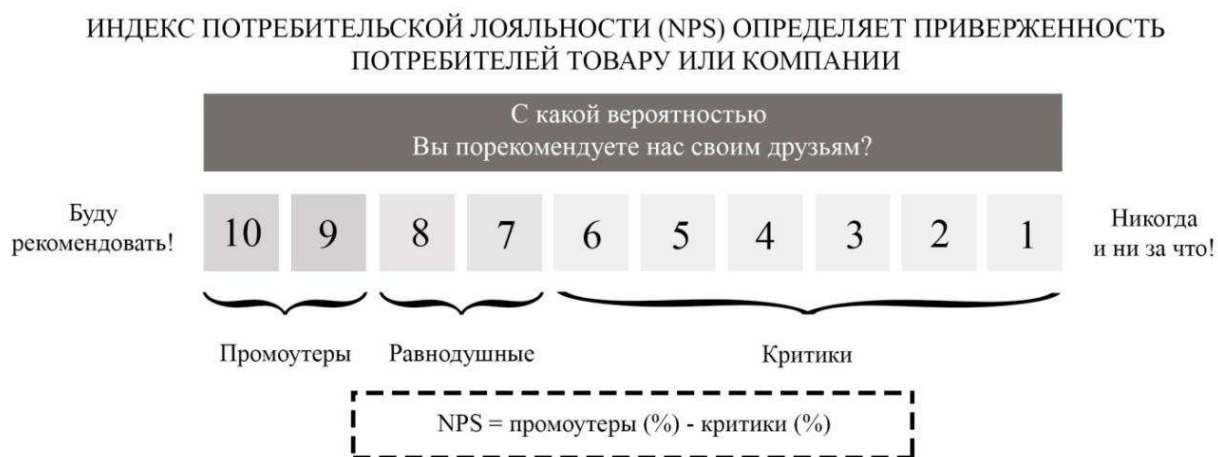 ИНДЕКС ПОТРЕБИТЕЛЬСКОЙ ЛОЯЛЬНОСТИ (NPS) ОПРЕДЕЛЯЕТ ПРИВЕРЖЕННОСТЬ
ПОТРЕБИТЕЛЕЙ ТОВАРУ ИЛИ КОМПАНИИ
С какой вероятностью
Вы порекомендуете нас своим друзьям?
Буду
рекомендовать!
10 9 8 7 6 5 4 3 2 1
Никогда
и ни за что!
Промоутеры Равнодушные Критики
NPS = промоутеры (%) - критики (%)